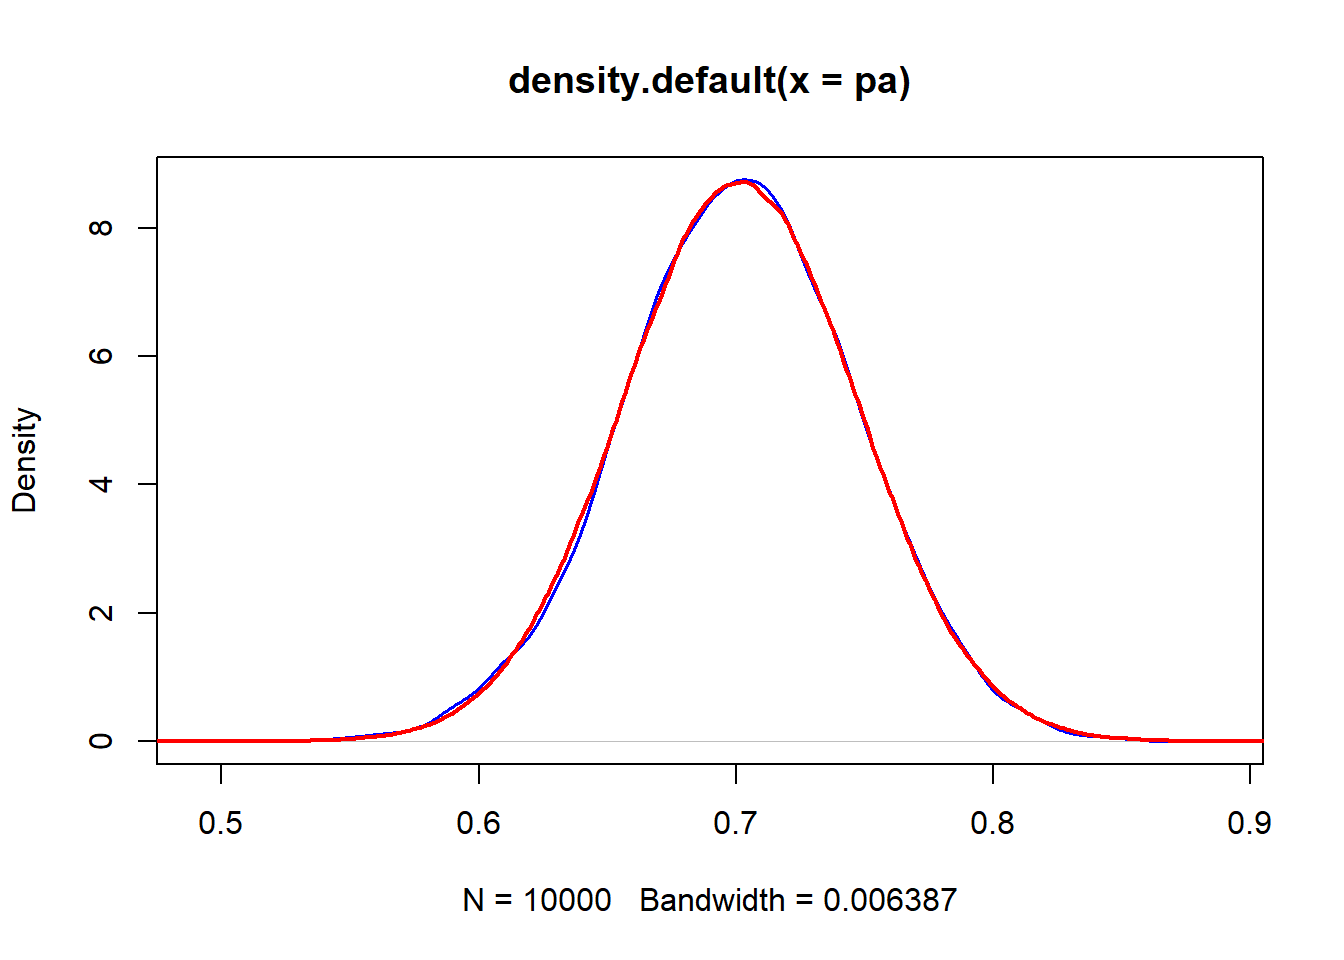 density.default(x = pa)
Density
8
6
4
2
0
0.5 0.6 0.7 0.8 0.9
N = 10000 Bandwidth = 0.006387